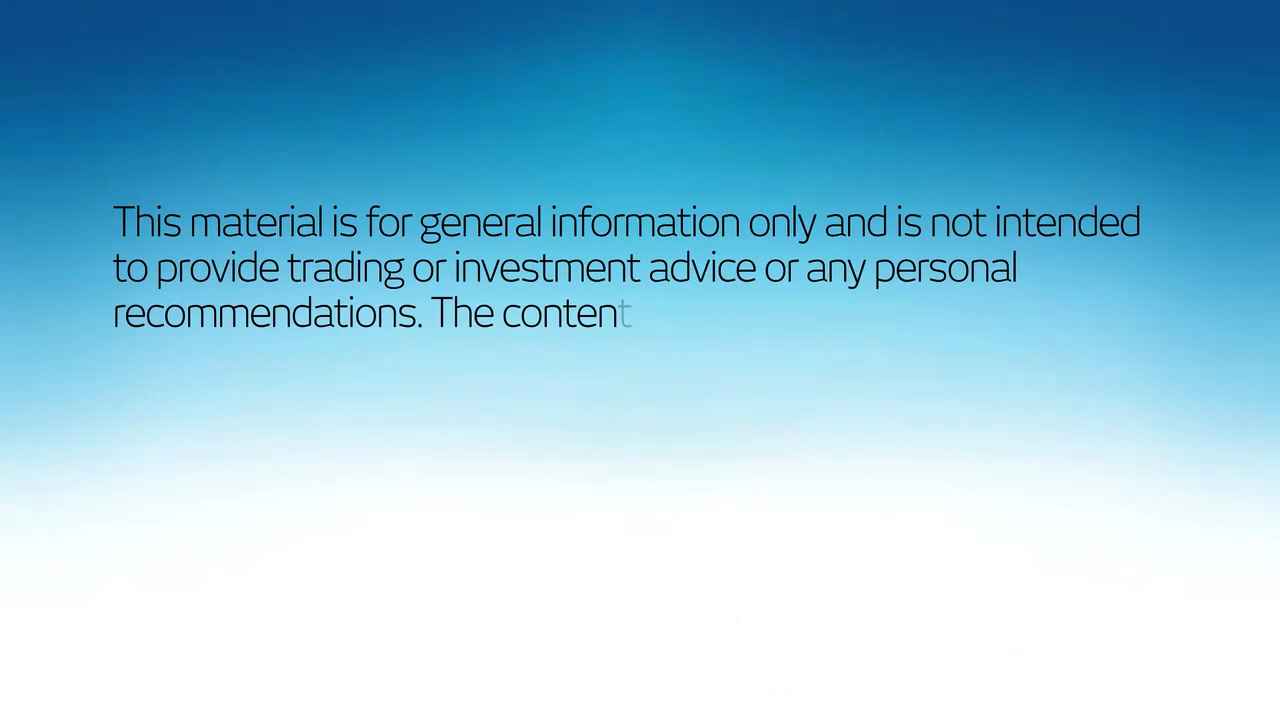 This material is for general information only and is not intended
to provide trading or investment advice or any personal
recommendations. The content